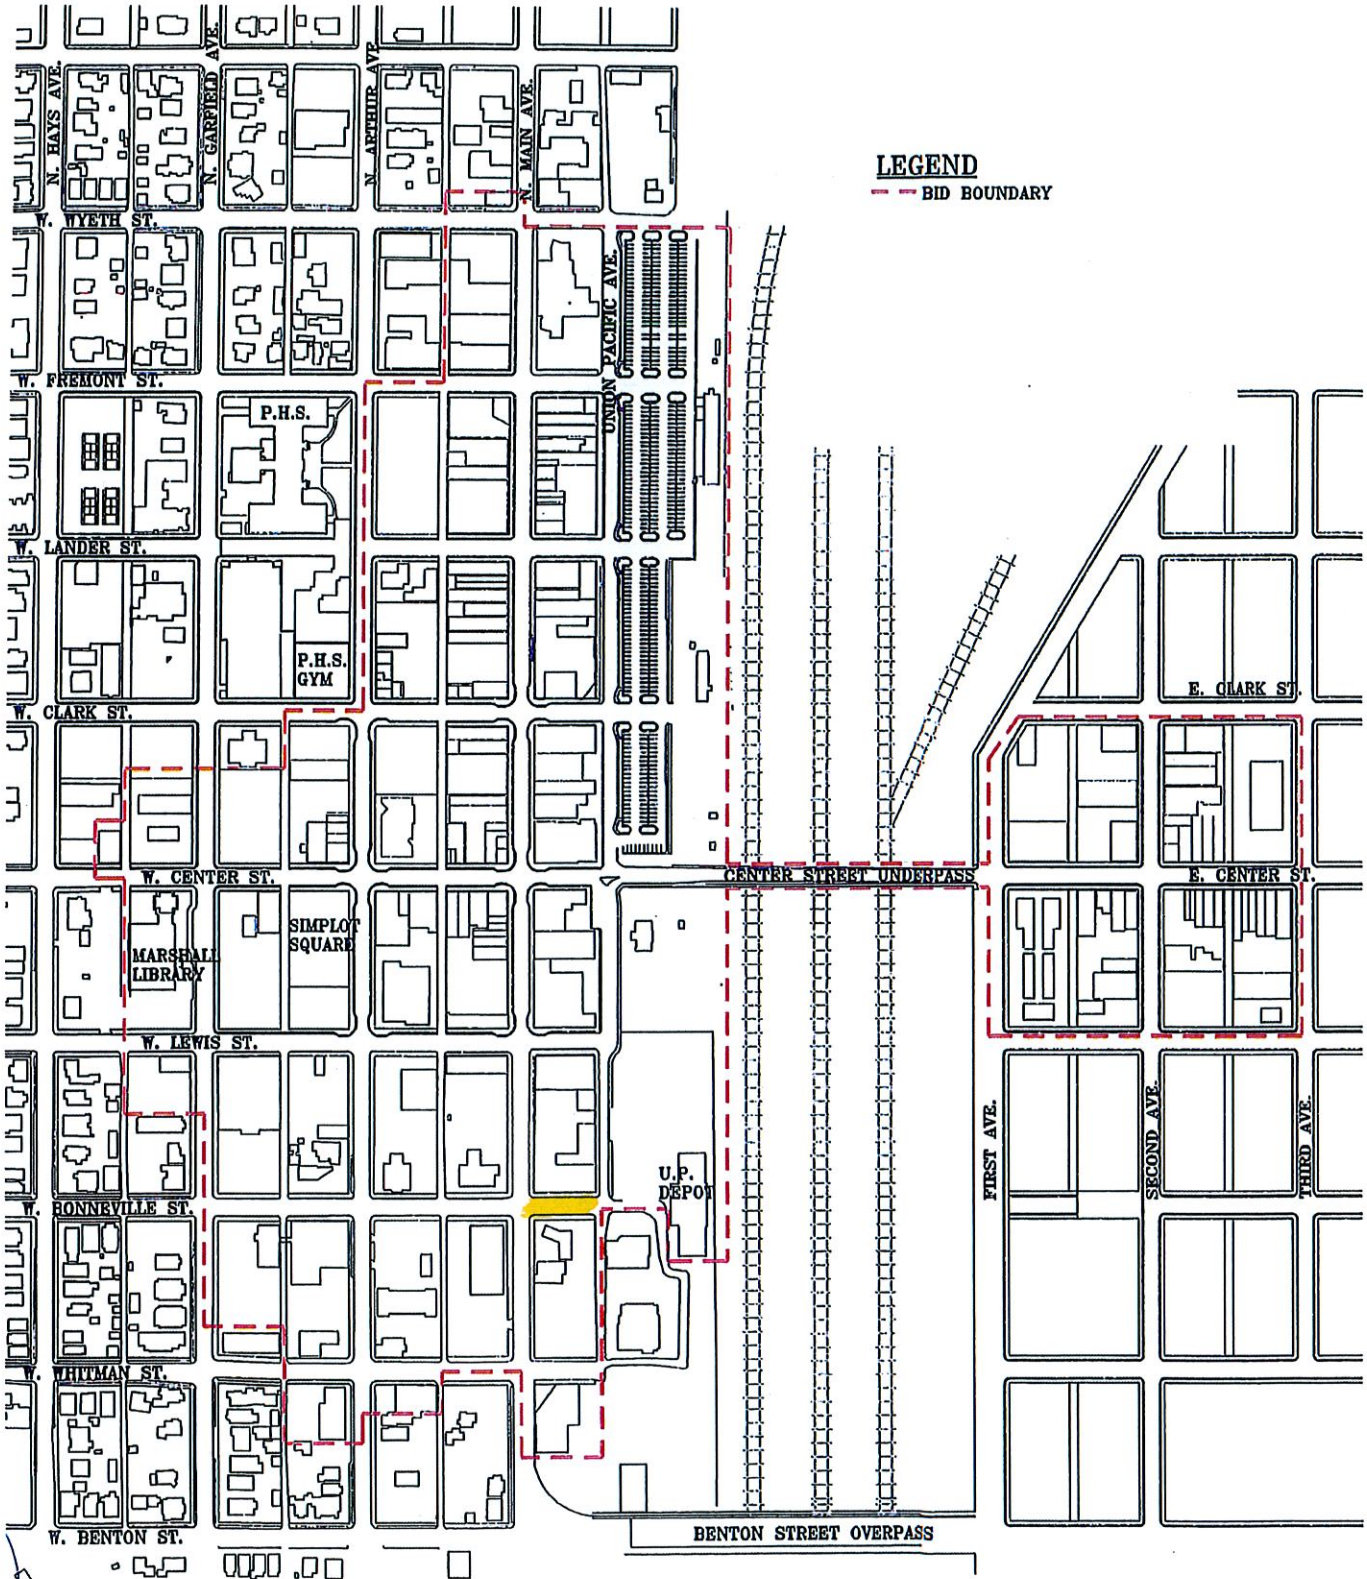 N. HAYS AVE.
N. GARFIELD AVE.
N. ARTHUR AVE.
N. MAIN AVE.
LEGEND
BID BOUNDARY
W. WYETH ST.
UNION PACIFIC AVE.
W. FREMONT ST.
P.H.S.
W. LANDER ST.
P.H.S.
GYM
E. CLARK ST.
W. CLARK ST.
W. CENTER ST.
CENTER STREET UNDERPASS
E. CENTER ST.
SIMPLOT
SQUARE
MARSHALL
LIBRARY
W. LEWIS ST.
FIRST AVE.
SECOND AVE.
THIRD AVE.
U.P.
DEPOT
W. BONNEVILLE ST.
W. WHITMAN ST.
W. BENTON ST.
BENTON STREET OVERPASS